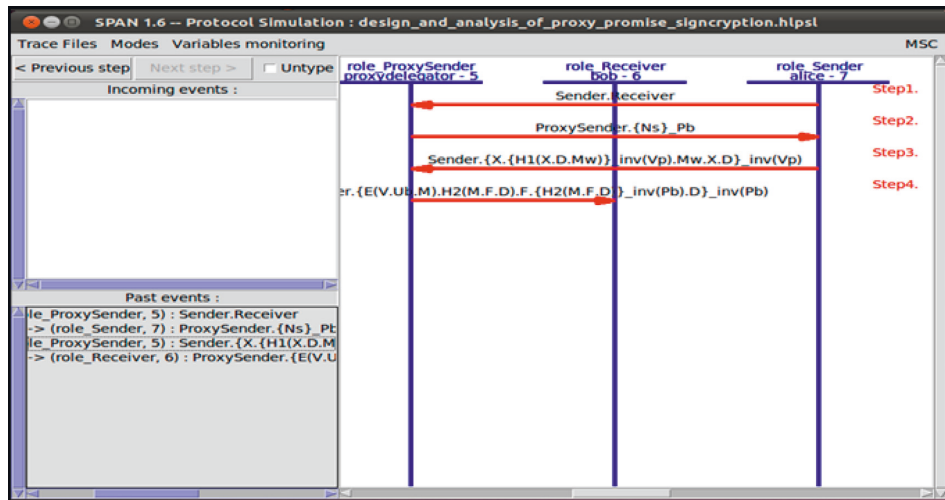 SPAN 1.6 -- Protocol Simulation : design_and_analysis_of_proxy_promise_signcryption.hlpsl
Trace Files Modes Variables monitoring MSC
< Previous step Next step > Untype
Incoming events :
role_ProxySender role_Receiver role_Sender
proxydelegator - 5 bob - 6 alice - 7
Sender.Receiver Step1.
ProxySender.{Ns}_Pb Step2.
Sender.{X.{H1(X.D.Mw)}_inv(Vp).Mw.X.D}_inv(Vp) Step3.
er.{E(V.Ub.M).H2(M.F.D).F.{H2(M.F.D)}_inv(Pb).D}_inv(Pb) Step4.
Past events :
le_ProxySender, 5) : Sender.Receiver
-> (role_Sender, 7) : ProxySender.{Ns}_Pb
le_ProxySender, 5) : Sender.{X.{H1(X.D.M
-> (role_Receiver, 6) : ProxySender.{E(V.U